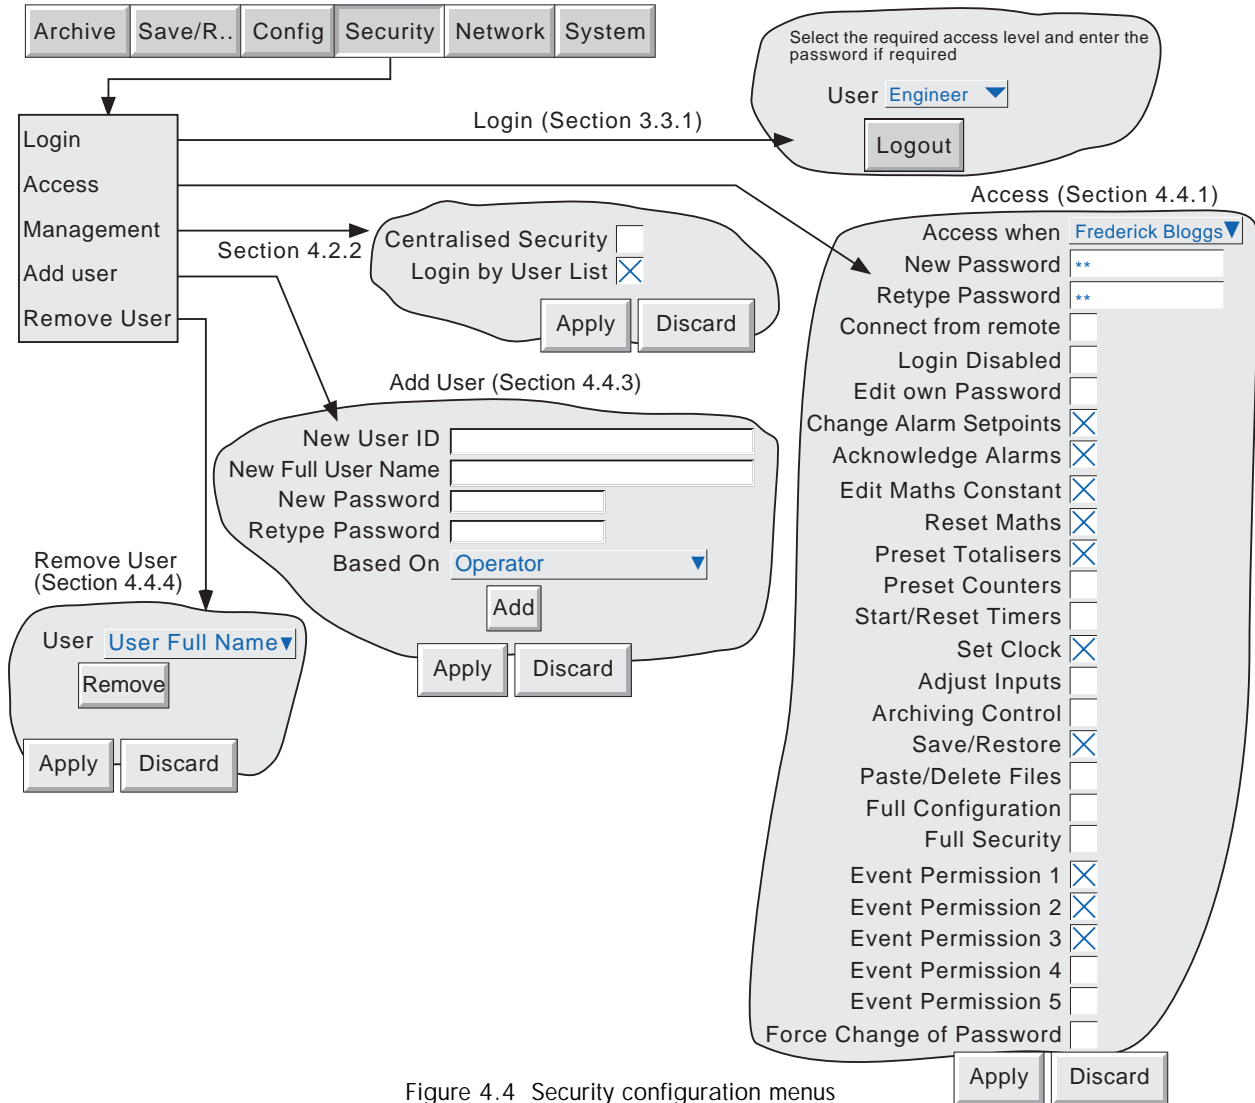 Archive Save/R.. Config Security Network System
Select the required access level and enter the
password if required
User Engineer
Logout
Login
Access
Management
Add user
Remove User
Login (Section 3.3.1)
Section 4.2.2
Centralised Security
Login by User List
Apply Discard
Access (Section 4.4.1)
Access when Frederick Bloggs
New Password **
Retype Password **
Connect from remote
Login Disabled
Edit own Password
Change Alarm Setpoints
Acknowledge Alarms
Edit Maths Constant
Reset Maths
Preset Totalisers
Preset Counters
Start/Reset Timers
Set Clock
Adjust Inputs
Archiving Control
Save/Restore
Paste/Delete Files
Full Configuration
Full Security
Event Permission 1
Event Permission 2
Event Permission 3
Event Permission 4
Event Permission 5
Force Change of Password
Apply Discard
Add User (Section 4.4.3)
New User ID
New Full User Name
New Password
Retype Password
Based On Operator
Add
Apply Discard
Remove User
(Section 4.4.4)
User User Full Name
Remove
Apply Discard
Figure 4.4 Security configuration menus